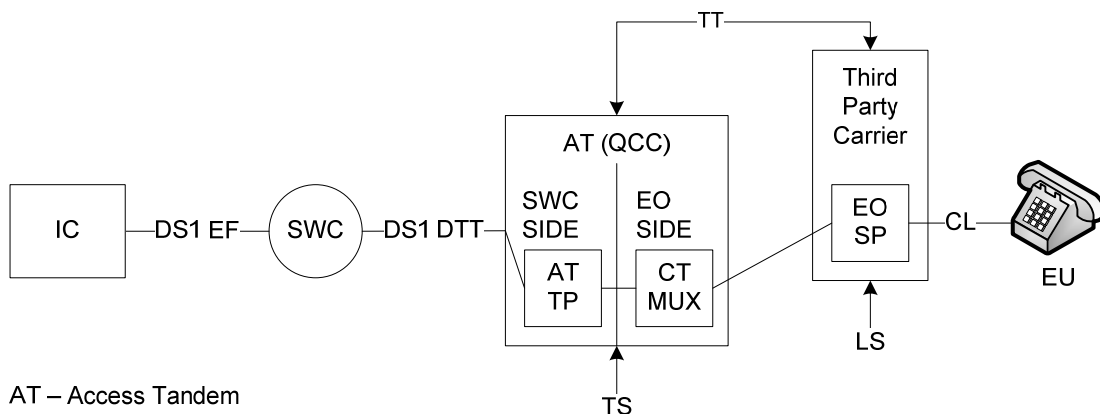 TT
Third
Party
Carrier
AT (QCC)
SWC
SIDE
EO
SIDE
IC
DS1 EF
SWC
DS1 DTT
AT
TP
CT
MUX
EO
SP
CL
EU
LS
TS
AT – Access Tandem